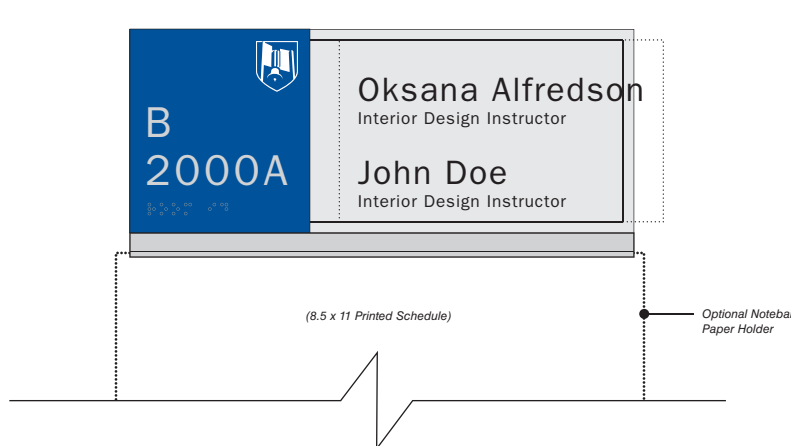 B
2000A
Oksana Alfredson
Interior Design Instructor
John Doe
Interior Design Instructor
(8.5 x 11 Printed Schedule)
Optional Notebar
Paper Holder